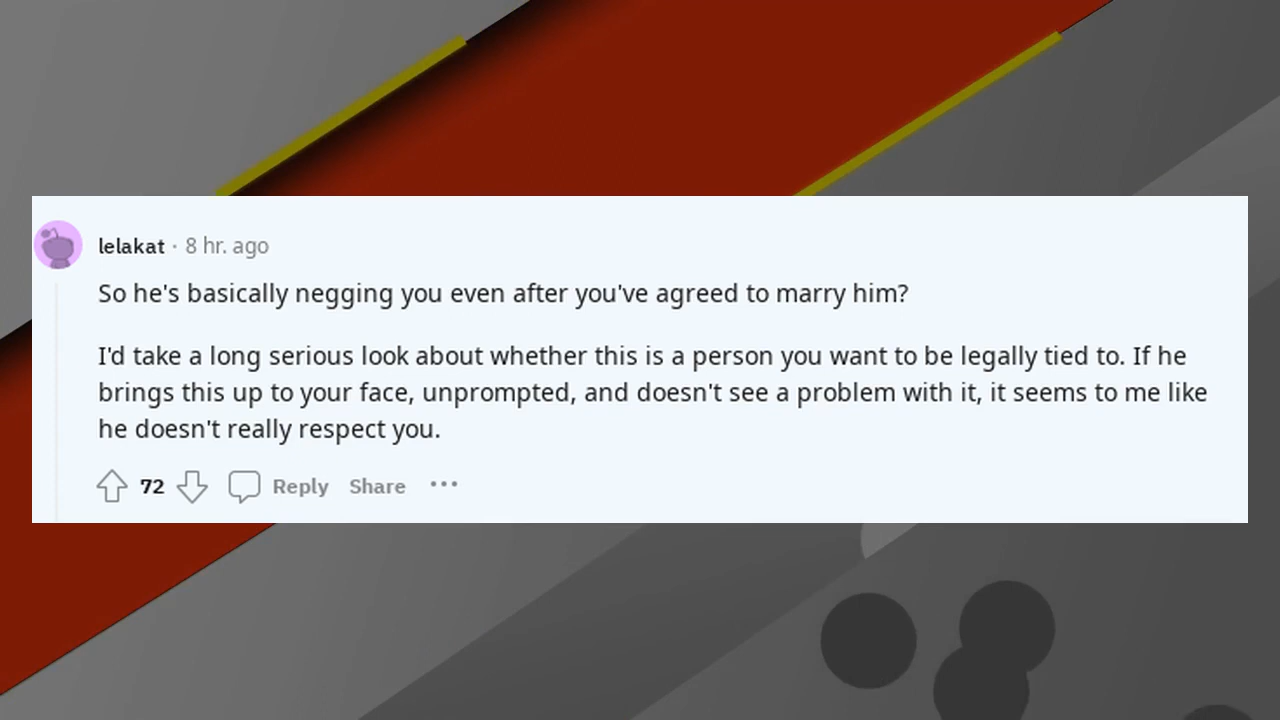 lelakat · 8 hr. ago
So he's basically negging you even after you've agreed to marry him?
I'd take a long serious look about whether this is a person you want to be legally tied to. If he
brings this up to your face, unprompted, and doesn't see a problem with it, it seems to me like
he doesn't really respect you.
72 Reply Share ···